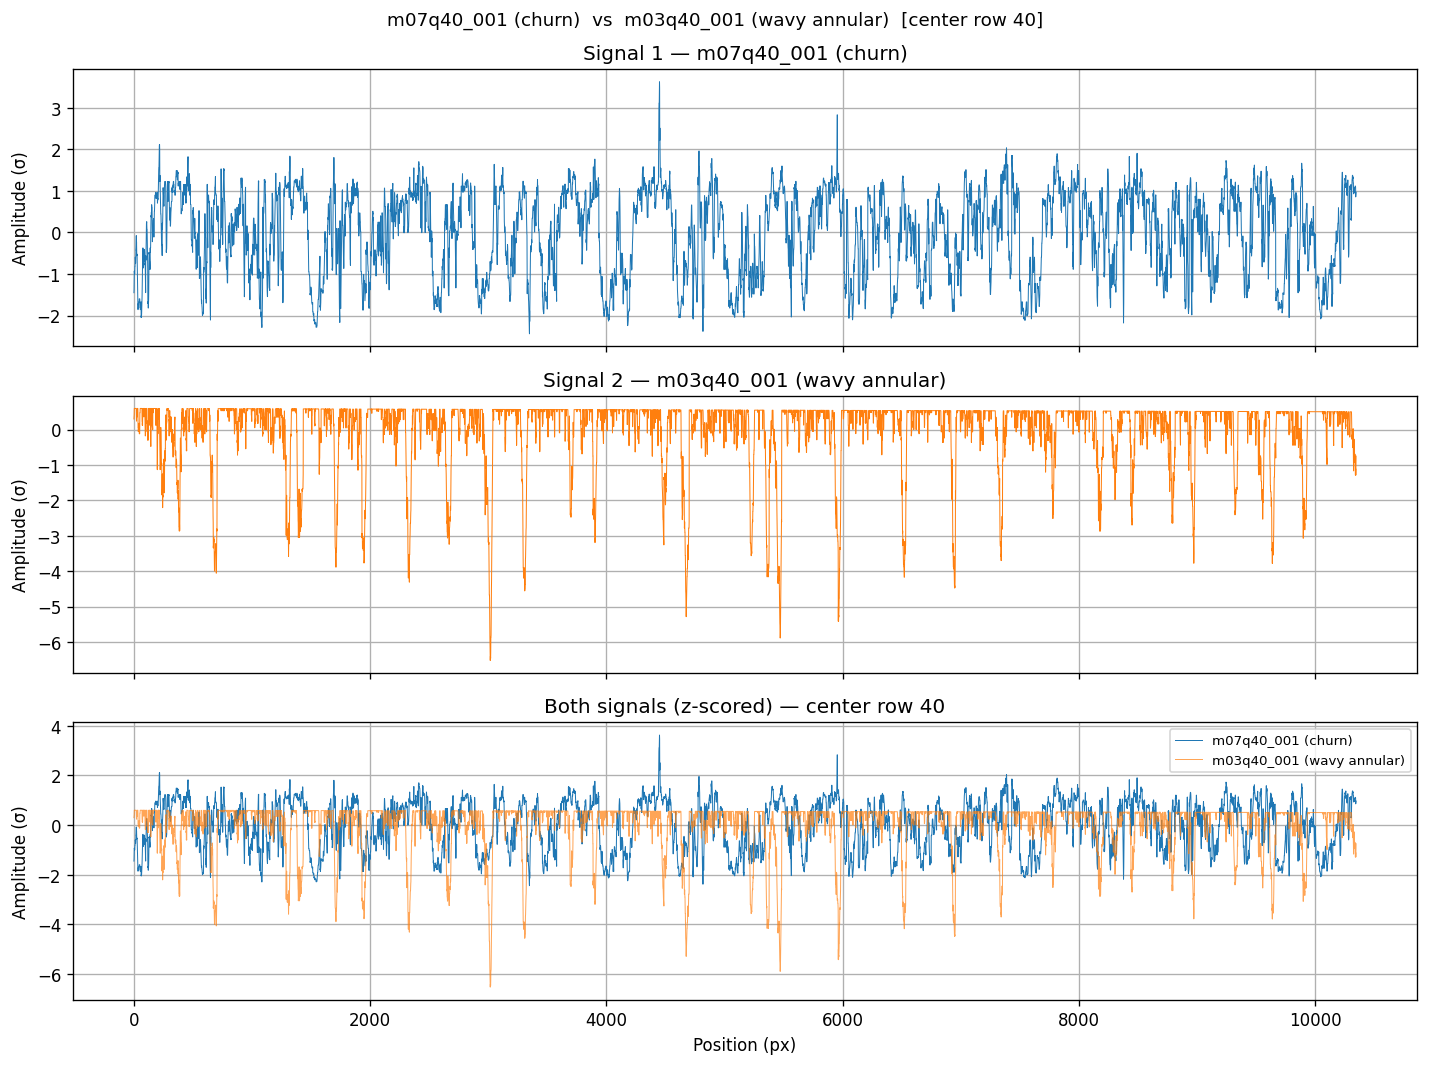 m07q40_001 (churn)  vs  m03q40_001 (wavy annular)  [center row 40]
Signal 1 — m07q40_001 (churn)
Amplitude (σ)
3
2
1
0
−1
−2
Signal 2 — m03q40_001 (wavy annular)
Amplitude (σ)
0
−1
−2
−3
−4
−5
−6
Both signals (z-scored) — center row 40
Amplitude (σ)
4
2
0
−2
−4
−6
m07q40_001 (churn)
m03q40_001 (wavy annular)
0 2000 4000 6000 8000 10000
Position (px)